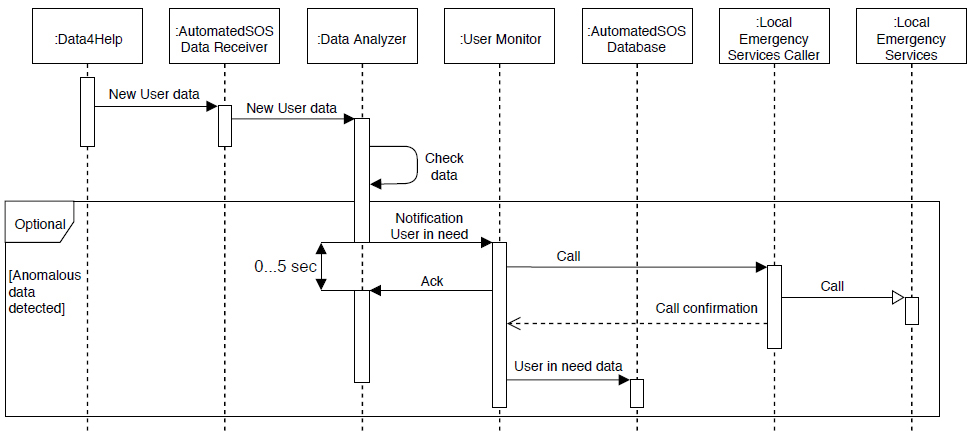 :Data4Help
:AutomatedSOS
Data Receiver
:Data Analyzer
:User Monitor
:AutomatedSOS
Database
:Local
Emergency
Services Caller
:Local
Emergency
Services
New User data
New User data
Check
data
Optional
Notification
User in need
0...5 sec
Call
[Anomalous
data
detected]
Ack
Call
Call confirmation
User in need data